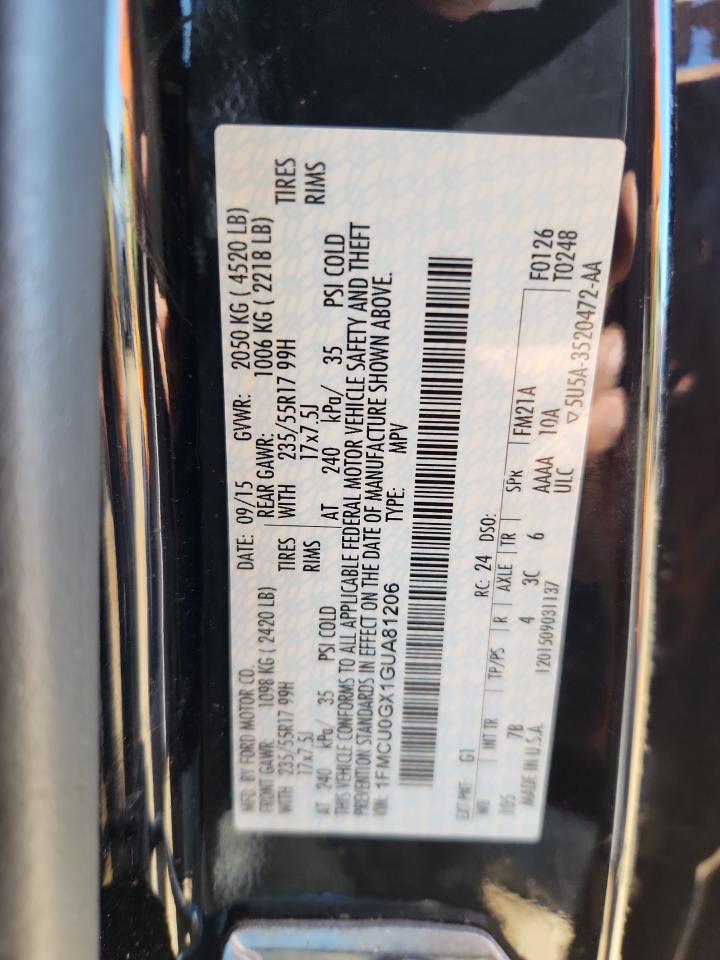 MFD. BY FORD MOTOR CO. DATE: 09/15 GVWR: 2050 KG ( 4520 LB)
FRONT GAWR: 1098 KG ( 2420 LB) REAR GAWR: 1006 KG ( 2218 LB)
WITH 235/55R17 99H TIRES WITH 235/55R17 99H TIRES
17x7.5J RIMS 17x7.5J RIMS
AT 240 kPa/ 35 PSI COLD AT 240 kPa/ 35 PSI COLD
THIS VEHICLE CONFORMS TO ALL APPLICABLE FEDERAL MOTOR VEHICLE SAFETY AND THEFT
PREVENTION STANDARDS IN EFFECT ON THE DATE OF MANUFACTURE SHOWN ABOVE.
VIN: 1FMCU0GX1GUA81206 TYPE: MPV
EXT PNT: G1 RC: 24 DSO: F0126
WB INT TR TP/PS R AXLE TR SPR FM21A T0248
105 7B 4 3C 6 AAAA 10A
MADE IN U.S.A. 1201509031137 ULC ▽5U5A-3520472-AA